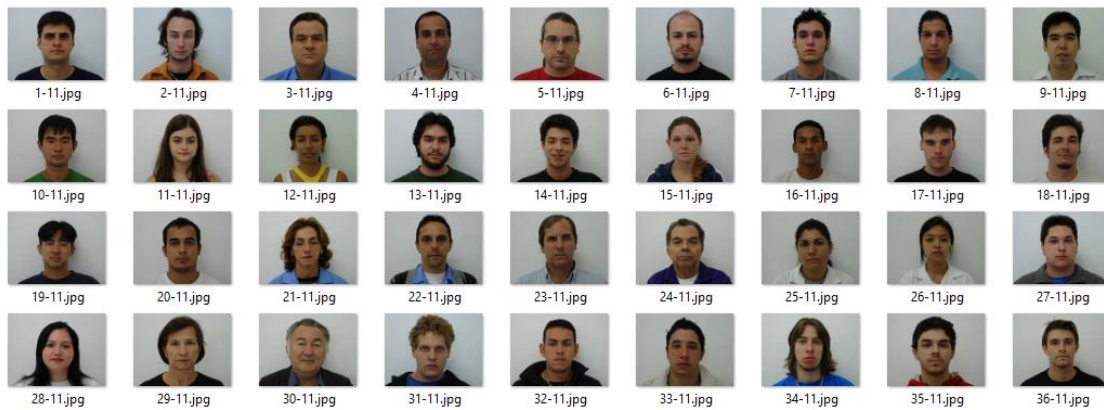 1-11.jpg 2-11.jpg 3-11.jpg 4-11.jpg 5-11.jpg 6-11.jpg 7-11.jpg 8-11.jpg 9-11.jpg
10-11.jpg 11-11.jpg 12-11.jpg 13-11.jpg 14-11.jpg 15-11.jpg 16-11.jpg 17-11.jpg 18-11.jpg
19-11.jpg 20-11.jpg 21-11.jpg 22-11.jpg 23-11.jpg 24-11.jpg 25-11.jpg 26-11.jpg 27-11.jpg
28-11.jpg 29-11.jpg 30-11.jpg 31-11.jpg 32-11.jpg 33-11.jpg 34-11.jpg 35-11.jpg 36-11.jpg